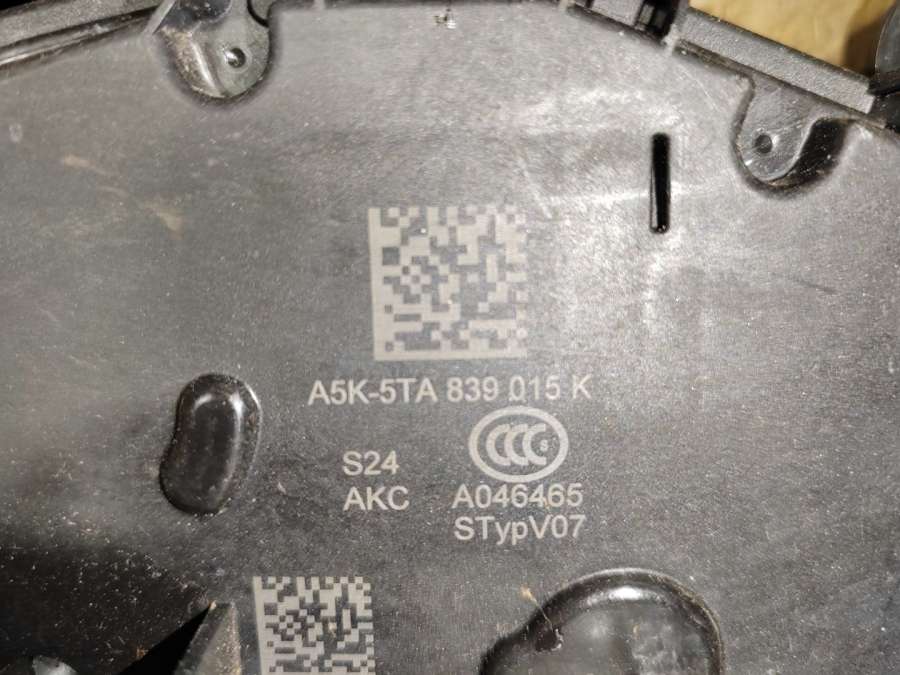 A5K-5TA 839 015 K
CCC
S24
AKC
A046465
STypV07